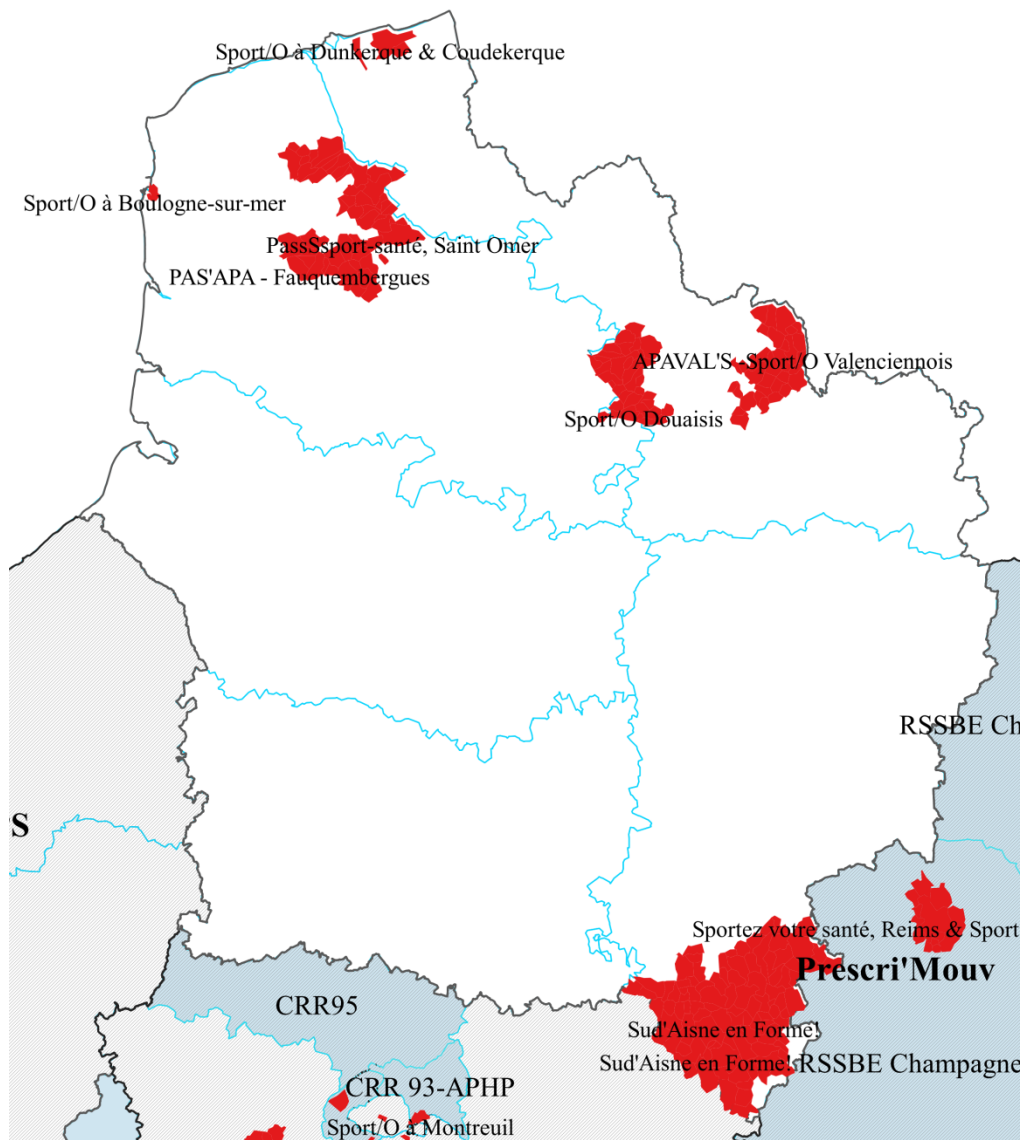 Sport/O à Dunkerque & Coudekerque
Sport/O à Boulogne-sur-mer
PassSsport-santé, Saint Omer
PAS'APA - Fauquembergues
APAVAL'S -Sport/O Valenciennois
Sport/O Douaisis
RSSBE Ch
S
Sportez votre santé, Reims & Sport
Prescri'Mouv
CRR95
Sud'Aisne en Forme!
Sud'Aisne en Forme! RSSBE Champagne
CRR 93-APHP
Sport/O à Montreuil